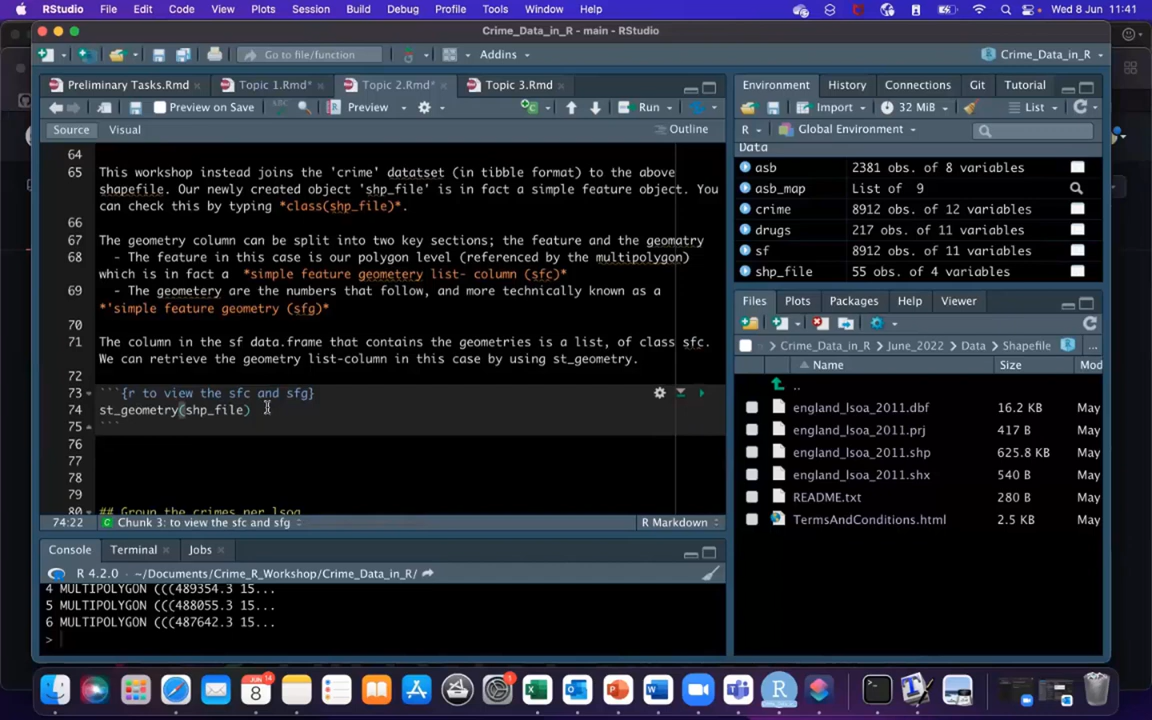 RStudio File Edit Code View Plots Session Build Debug Profile Tools Window Help Wed 8 Jun 11:41
Crime_Data_in_R - main - RStudio
Go to file/function Addins Crime_Data_in_R
Preliminary Tasks.Rmd Topic 1.Rmd* Topic 2.Rmd* Topic 3.Rmd
Preview on Save Preview Run
Source Visual Outline
64
65 This workshop instead joins the 'crime' datatset (in tibble format) to the above
shapefile. Our newly created object 'shp_file' is in fact a simple feature object. You
can check this by typing *class(shp_file)*.
66
67 The geometry column can be split into two key sections; the feature and the geomatry
68 - The feature in this case is our polygon level (referenced by the multipolygon)
which is in fact a *simple feature geometery list- column (sfc)*
69 - The geometery are the numbers that follow, and more technically known as a
*'simple feature geometry (sfg)*
70
71 The column in the sf data.frame that contains the geometries is a list, of class sfc.
We can retrieve the geometry list-column in this case by using st_geometry.
72
73 ```{r to view the sfc and sfg}
74 st_geometry(shp_file)
75 ```
76
77
78
79
80 ## Group the crimes per lsoa
74:22 Chunk 3: to view the sfc and sfg R Markdown
Console Terminal Jobs
R 4.2.0 · ~/Documents/Crime_R_Workshop/Crime_Data_in_R/
4 MULTIPOLYGON (((489354.3 15...
5 MULTIPOLYGON (((488055.3 15...
6 MULTIPOLYGON (((487642.3 15...
>
Environment History Connections Git Tutorial
Import 32 MiB List
R Global Environment
Data
asb 2381 obs. of 8 variables
asb_map List of 9
crime 8912 obs. of 12 variables
drugs 217 obs. of 11 variables
sf 8912 obs. of 11 variables
shp_file 55 obs. of 4 variables
Files Plots Packages Help Viewer
Crime_Data_in_R June_2022 Data Shapefile
Name Mod
..
england_lsoa_2011.dbf 16.2 KB May
england_lsoa_2011.prj 417 B May
england_lsoa_2011.shp 625.8 KB May
england_lsoa_2011.shx 540 B May
README.txt 280 B May
TermsAndConditions.html 2.5 KB May